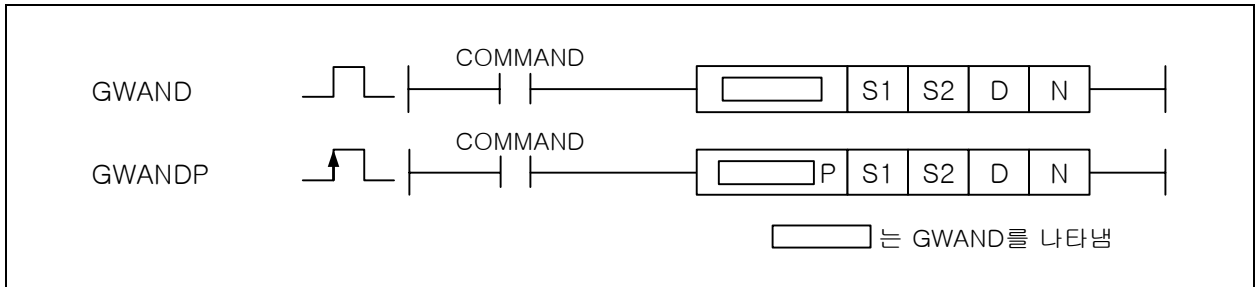 COMMAND
GWAND S1 S2 D N
COMMAND
GWANDP P S1 S2 D N
는 GWAND를 나타냄